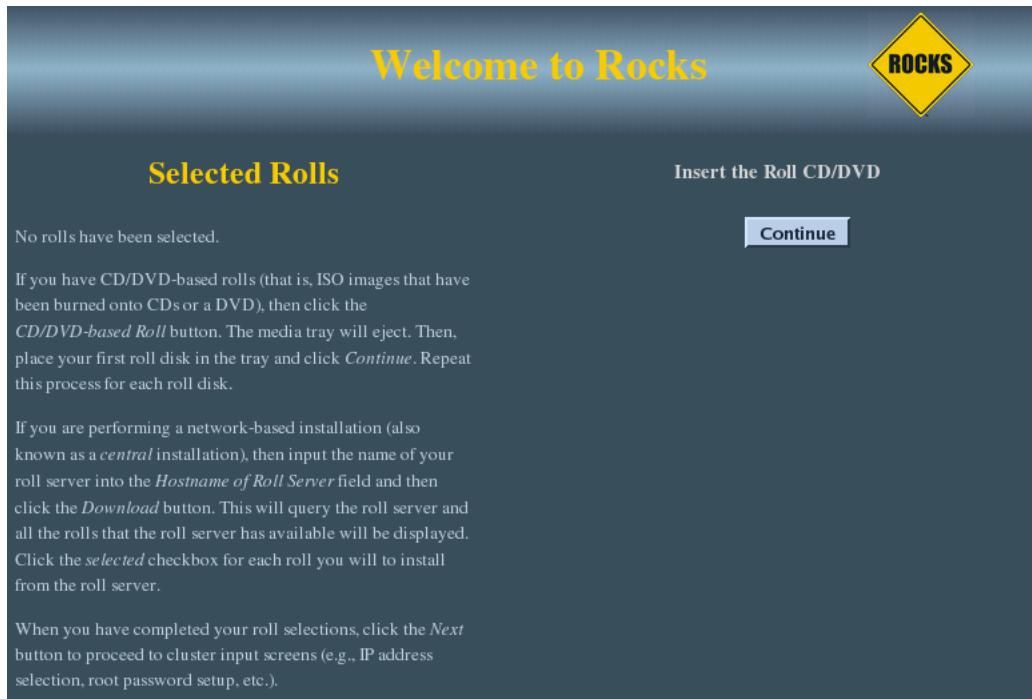 Welcome to Rocks
ROCKS
Selected Rolls
No rolls have been selected.
If you have CD/DVD-based rolls (that is, ISO images that have
been burned onto CDs or a DVD), then click the
CD/DVD-based Roll button. The media tray will eject. Then,
place your first roll disk in the tray and click Continue. Repeat
this process for each roll disk.
If you are performing a network-based installation (also
known as a central installation), then input the name of your
roll server into the Hostname of Roll Server field and then
click the Download button. This will query the roll server and
all the rolls that the roll server has available will be displayed.
Click the selected checkbox for each roll you will to install
from the roll server.
When you have completed your roll selections, click the Next
button to proceed to cluster input screens (e.g., IP address
selection, root password setup, etc.).
Insert the Roll CD/DVD
Continue